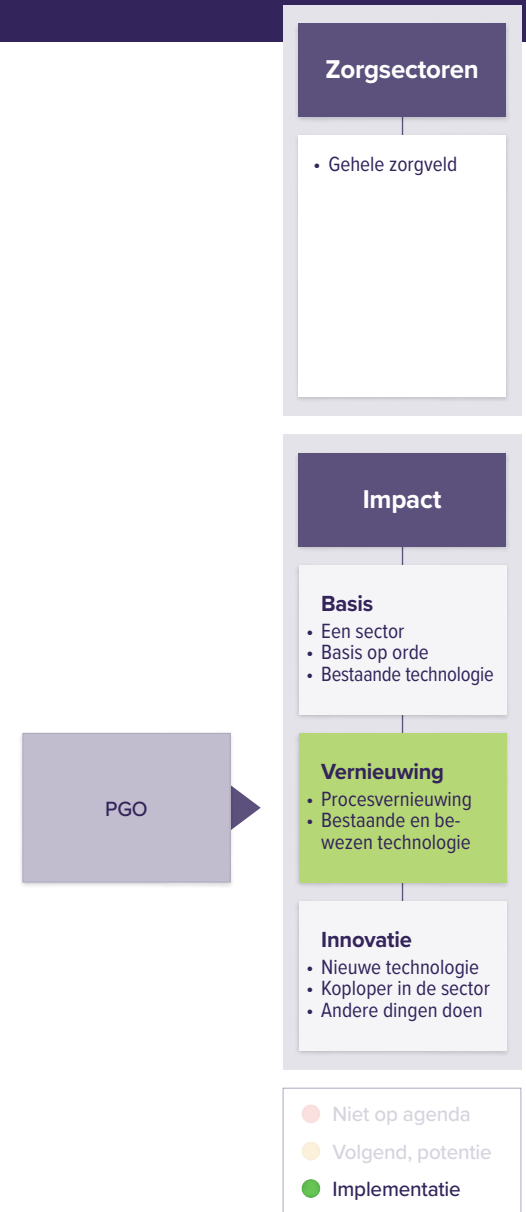 Zorgsectoren
• Gehele zorgveld
Impact
Basis
• Een sector
• Basis op orde
• Bestaande technologie
PGO
Vernieuwing
• Procesvernieuwing
• Bestaande en be-
wezen technologie
Innovatie
• Nieuwe technologie
• Koploper in de sector
• Andere dingen doen
Niet op agenda
Volgend, potentie
Implementatie